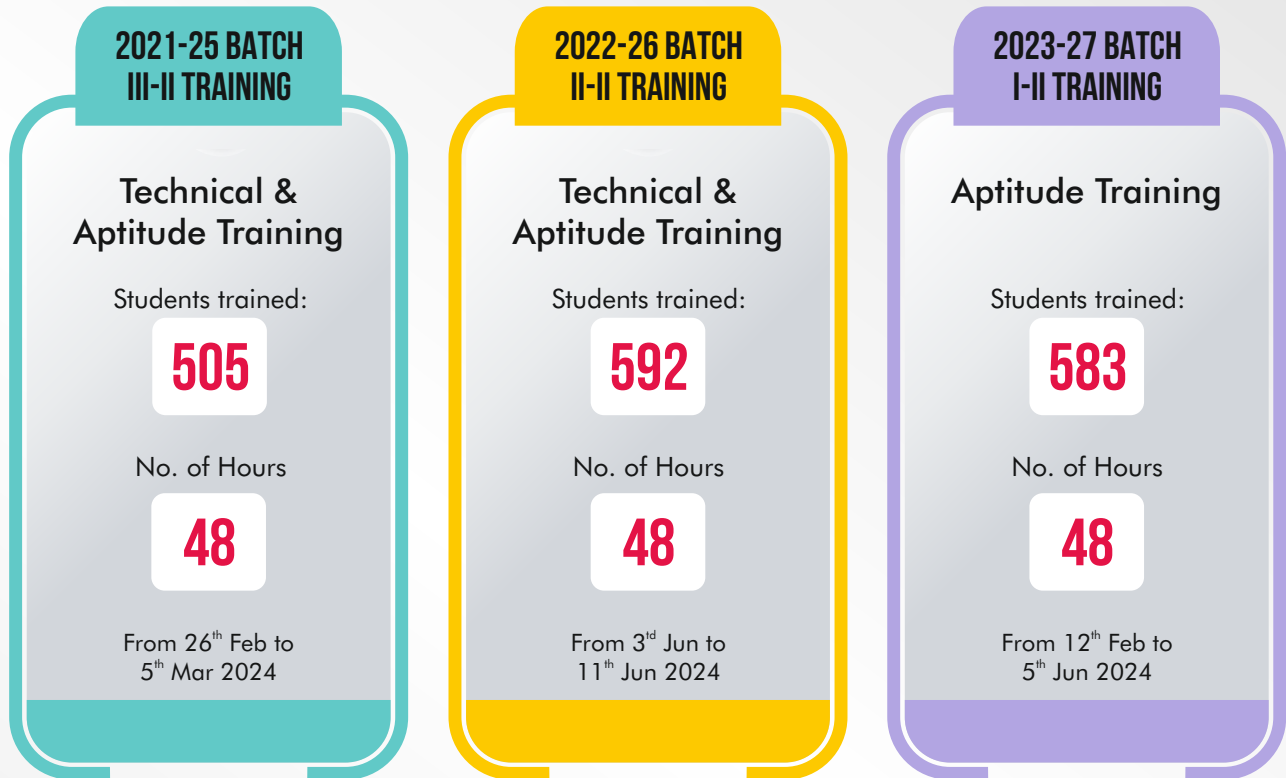 2021-25 BATCH
III-II TRAINING
Technical &
Aptitude Training
Students trained:
505
No. of Hours
48
From 26th Feb to
5th Mar 2024
2022-26 BATCH
II-II TRAINING
Technical &
Aptitude Training
Students trained:
592
No. of Hours
48
From 3td Jun to
11th Jun 2024
2023-27 BATCH
I-II TRAINING
Aptitude Training
Students trained:
583
No. of Hours
48
From 12th Feb to
5th Jun 2024